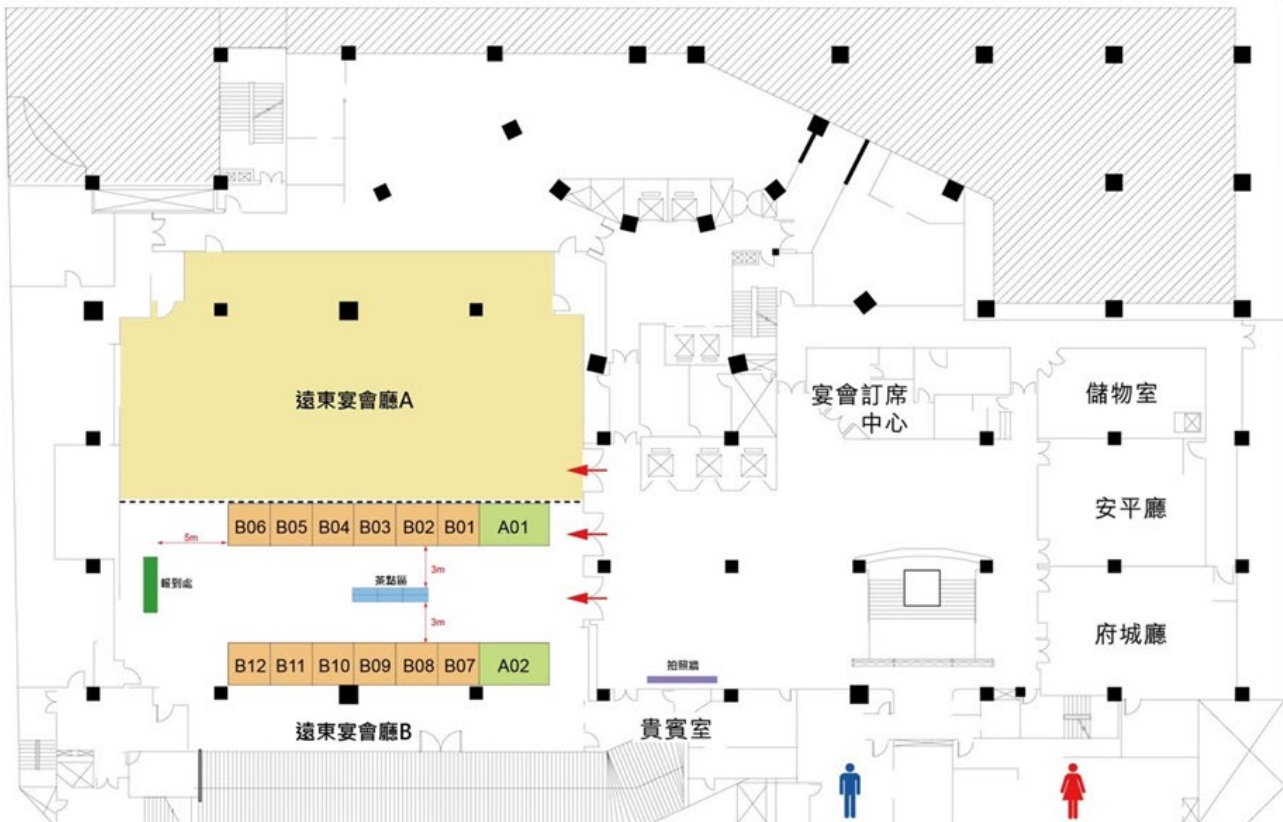 遠東宴會廳A
宴會訂席
中心
儲物室
安平廳
B06 B05 B04 B03 B02 B01 A01
5m
3m
報到處
茶點區
3m
府城廳
B12 B11 B10 B09 B08 B07 A02
拍照牆
遠東宴會廳B
貴賓室